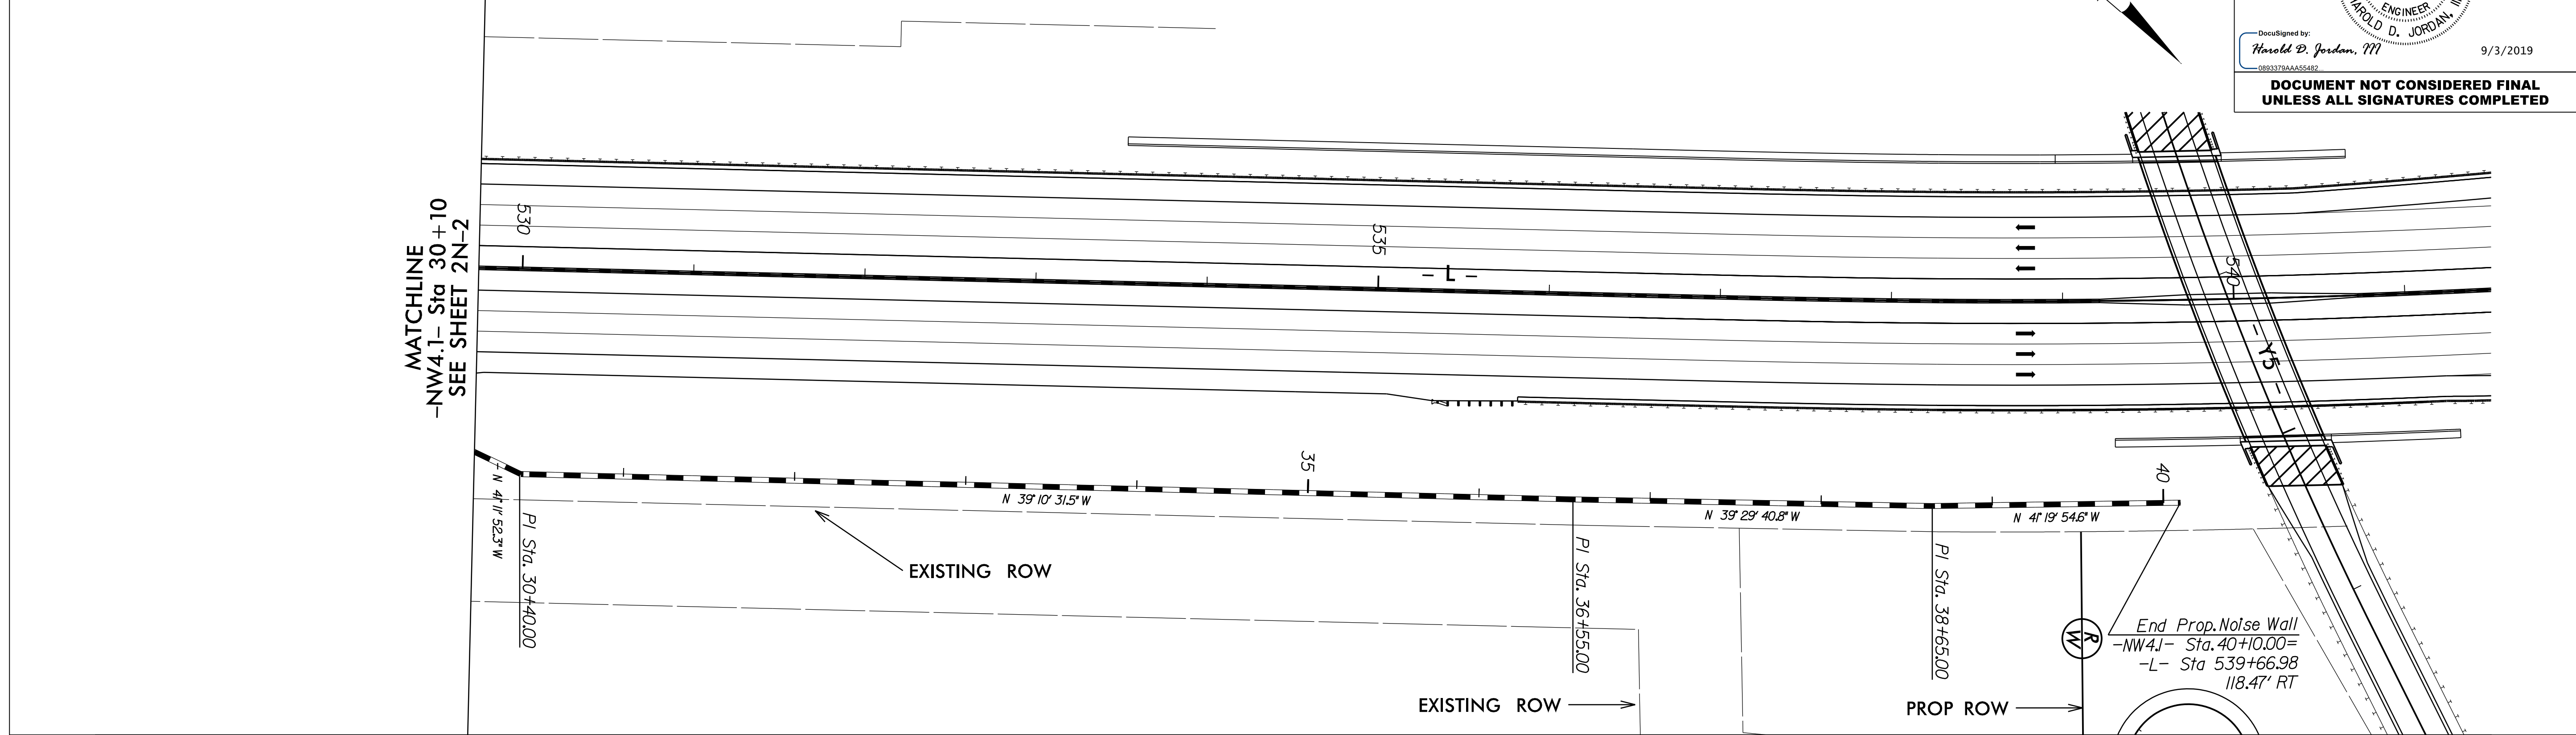 ENGINEER
HAROLD D. JORDAN, III
DocuSigned by:
Harold D. Jordan, III
9/3/2019
0893379AAA55482...
DOCUMENT NOT CONSIDERED FINAL
UNLESS ALL SIGNATURES COMPLETED
MATCHLINE
-NW4.1- Sta 30+10
SEE SHEET 2N-2
530
535
- L -
540
- Y5 -
35
40
N 41° 11' 52.3" W
N 39° 10' 31.5" W
N 39° 29' 40.8" W
N 41° 19' 54.6" W
PI Sta. 30+40.00
PI Sta. 36+55.00
PI Sta. 38+65.00
EXISTING ROW
EXISTING ROW
PROP ROW
R
W
End Prop. Noise Wall
-NW4.1- Sta. 40+10.00=
-L- Sta 539+66.98
118.47' RT